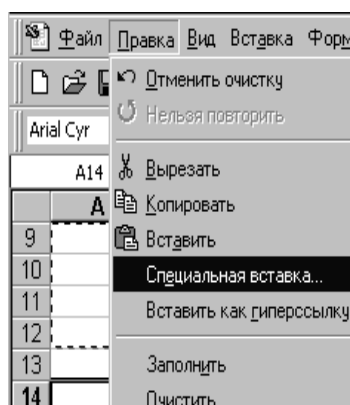 Файл Правка Вид Вставка Форм
Отменить очистку
Нельзя повторить
Arial Cyr
A14
Вырезать
A
Копировать
9
Вставить
10
Специальная вставка...
11
Вставить как гиперссылку
12
13
Заполнить
14
Очистить